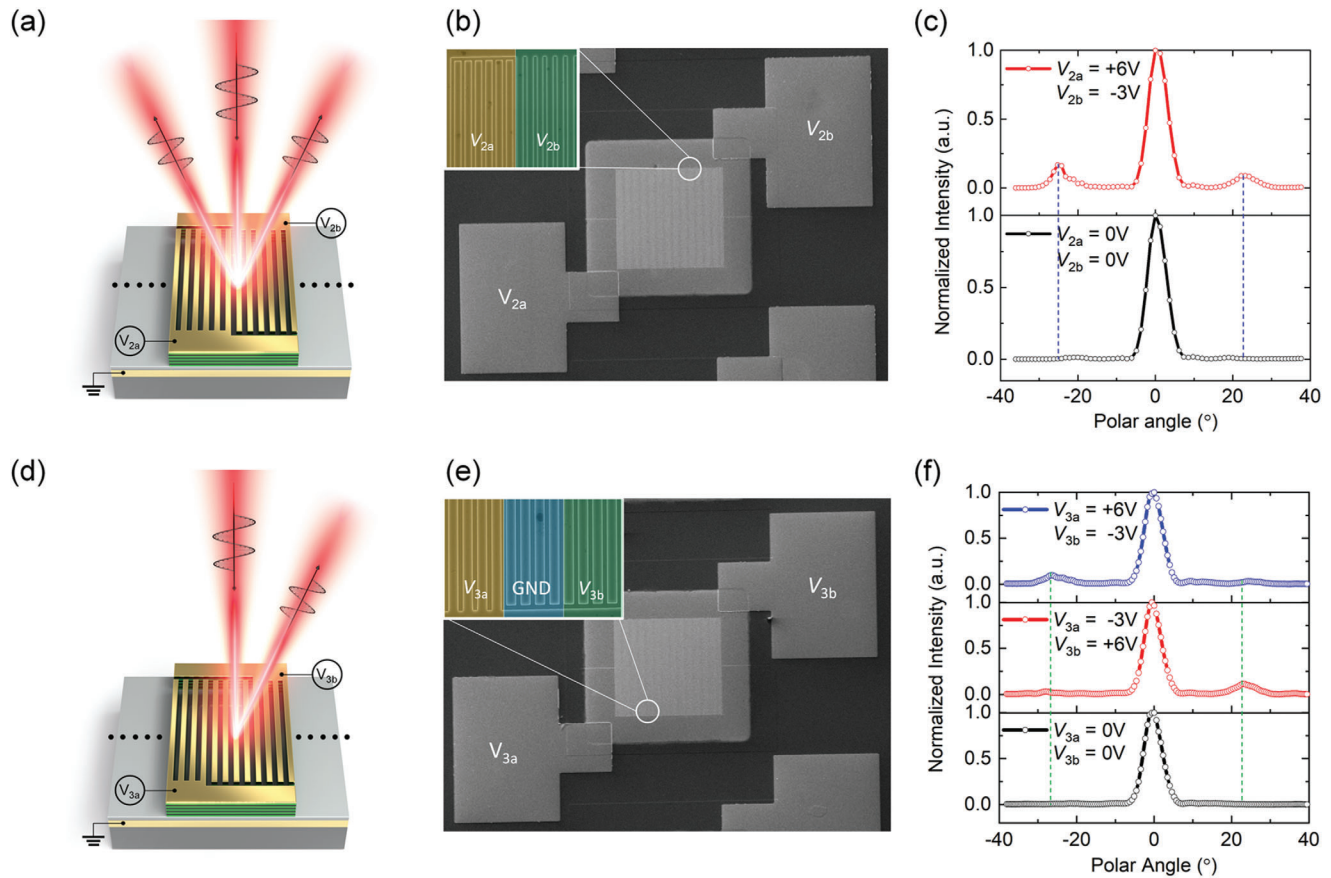 (a)
V2b
V2a
(b)
V2a
V2b
V2b
V2a
(c)
Normalized Intensity (a.u.)
1.0
V2a = +6V
V2b = -3V
0.5
0.0
1.0
V2a = 0V
V2b = 0V
0.5
0.0
-40 -20 0 20 40
Polar angle (°)
(d)
V3b
V3a
(e)
V3a GND V3b
V3b
V3a
(f)
Normalized Intensity (a.u.)
1.0
V3a = +6V
V3b = -3V
0.5
0.0
1.0
V3a = -3V
V3b = +6V
0.5
0.0
1.0
V3a = 0V
V3b = 0V
0.5
0.0
-40 -20 0 20 40
Polar Angle (°)